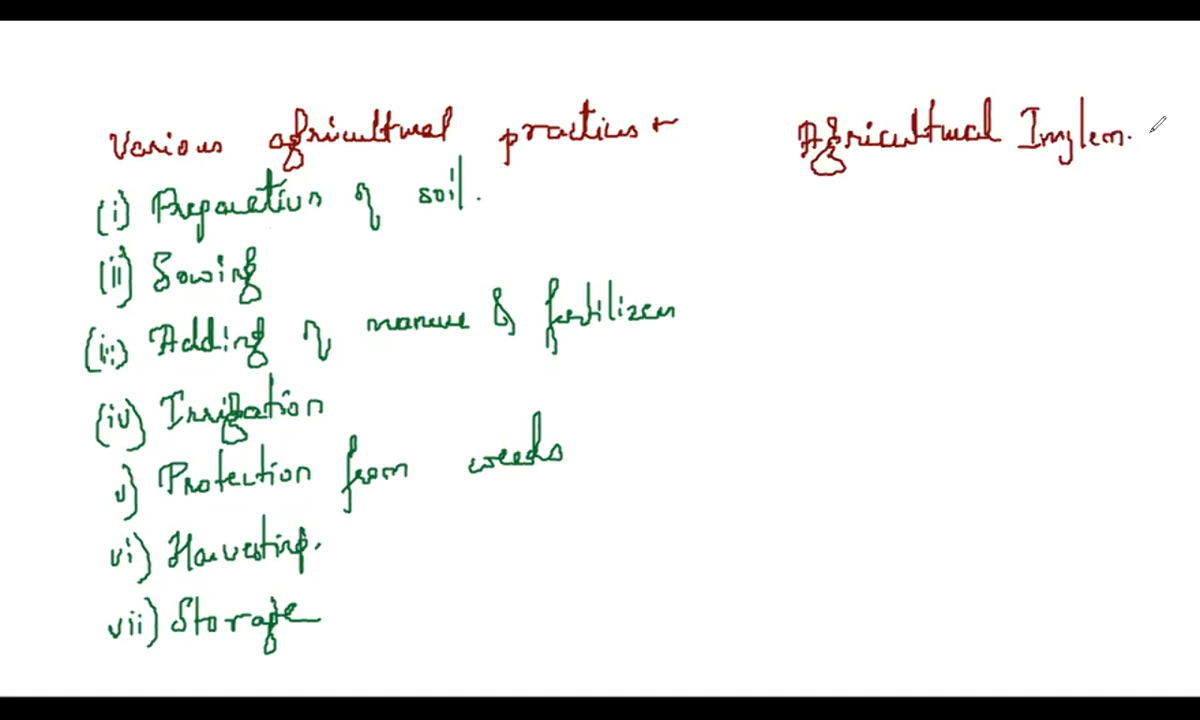 Various agricultural practices
Agricultural Implem.
(i) Preparation of soil.
(ii) Sowing
(iii) Adding of manure & fertilizers
(iv) Irrigation
v) Protection from weeds
vi) Harvesting.
vii) Storage